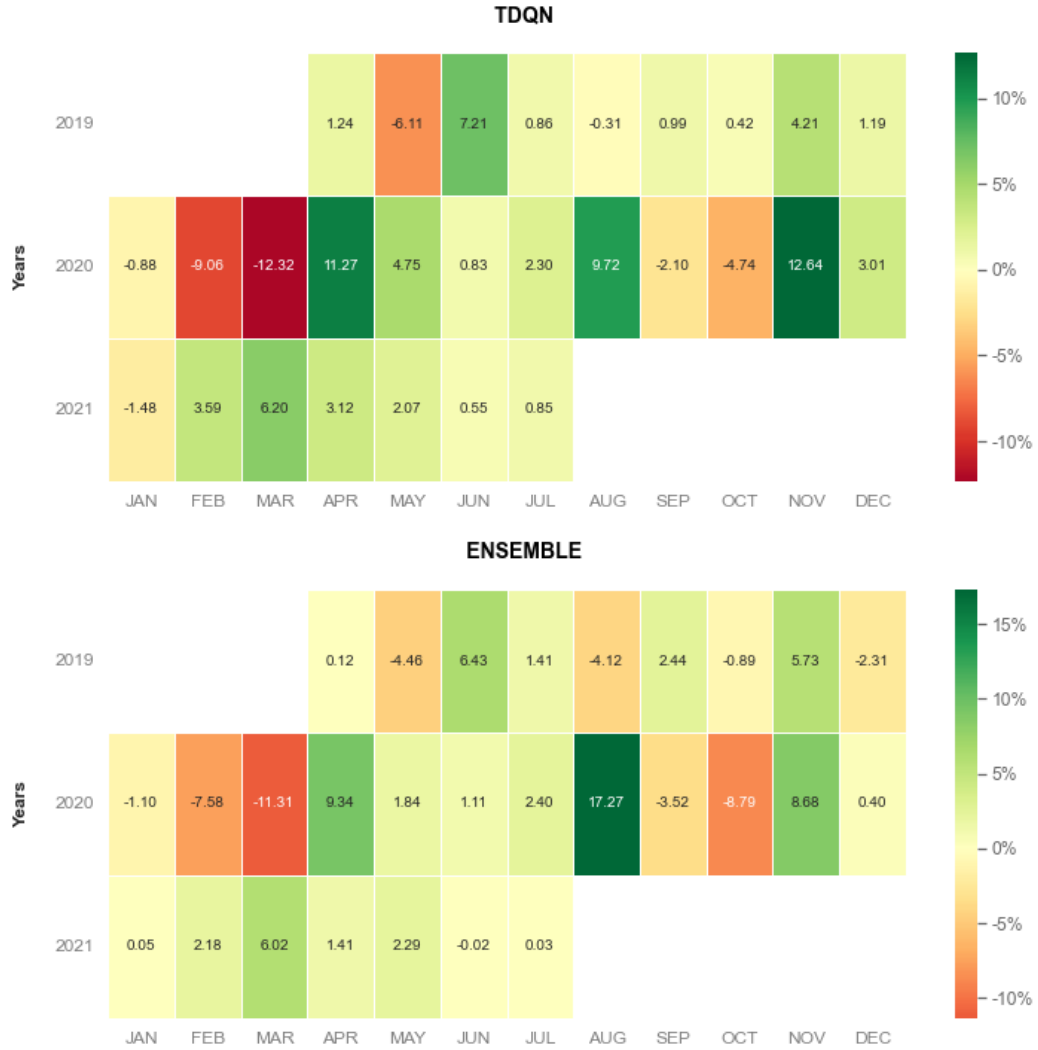 TDQN
2019 1.24 -6.11 7.21 0.86 -0.31 0.99 0.42 4.21 1.19
Years
2020 -0.88 -9.06 -12.32 11.27 4.75 0.83 2.30 9.72 -2.10 -4.74 12.64 3.01
2021 -1.48 3.59 6.20 3.12 2.07 0.55 0.85
JAN FEB MAR APR MAY JUN JUL AUG SEP OCT NOV DEC
10%
5%
0%
-5%
-10%
ENSEMBLE
2019 0.12 -4.46 6.43 1.41 -4.12 2.44 -0.89 5.73 -2.31
Years
2020 -1.10 -7.58 -11.31 9.34 1.84 1.11 2.40 17.27 -3.52 -8.79 8.68 0.40
2021 0.05 2.18 6.02 1.41 2.29 -0.02 0.03
JAN FEB MAR APR MAY JUN JUL AUG SEP OCT NOV DEC
15%
10%
5%
0%
-5%
-10%